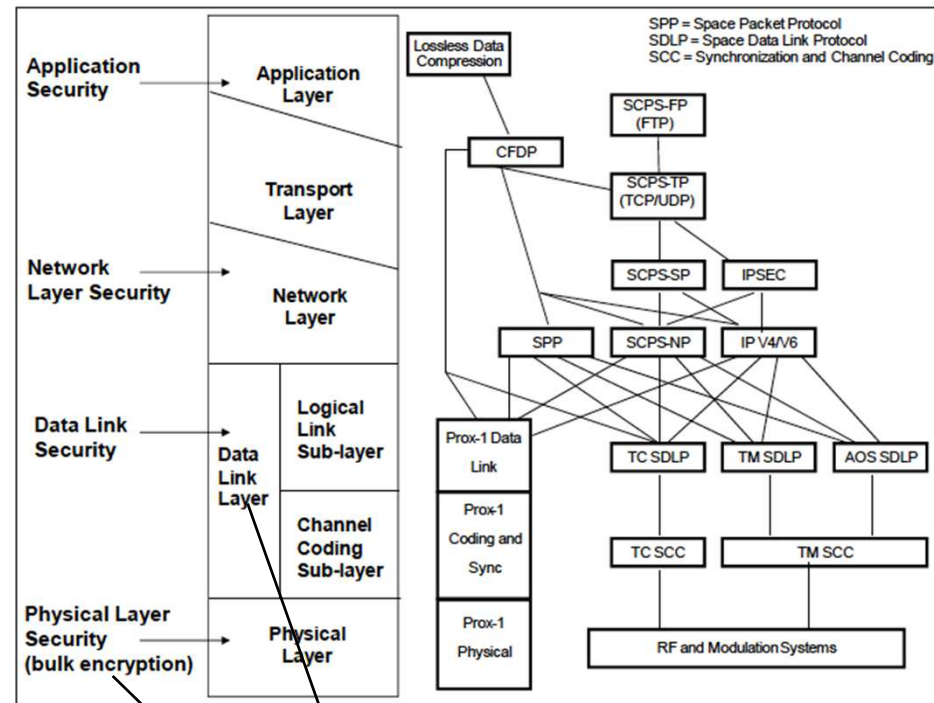 SPP = Space Packet Protocol
SDLP = Space Data Link Protocol
SCC = Synchronization and Channel Coding
Application
Security
Application
Layer
Transport
Layer
Network
Layer Security
Network
Layer
Data Link
Security
Data
Link
Layer
Logical
Link
Sub-layer
Channel
Coding
Sub-layer
Physical Layer
Security
(bulk encryption)
Physical
Layer
Lossless Data
Compression
CFDP
SCPS-FP
(FTP)
SCPS-TP
(TCP/UDP)
SCPS-SP
IPSEC
SPP
SCPS-NP
IP V4/V6
Prox-1 Data
Link
Prox-1
Coding and
Sync
Prox-1
Physical
TC SDLP
TM SDLP
AOS SDLP
TC SCC
TM SCC
RF and Modulation Systems